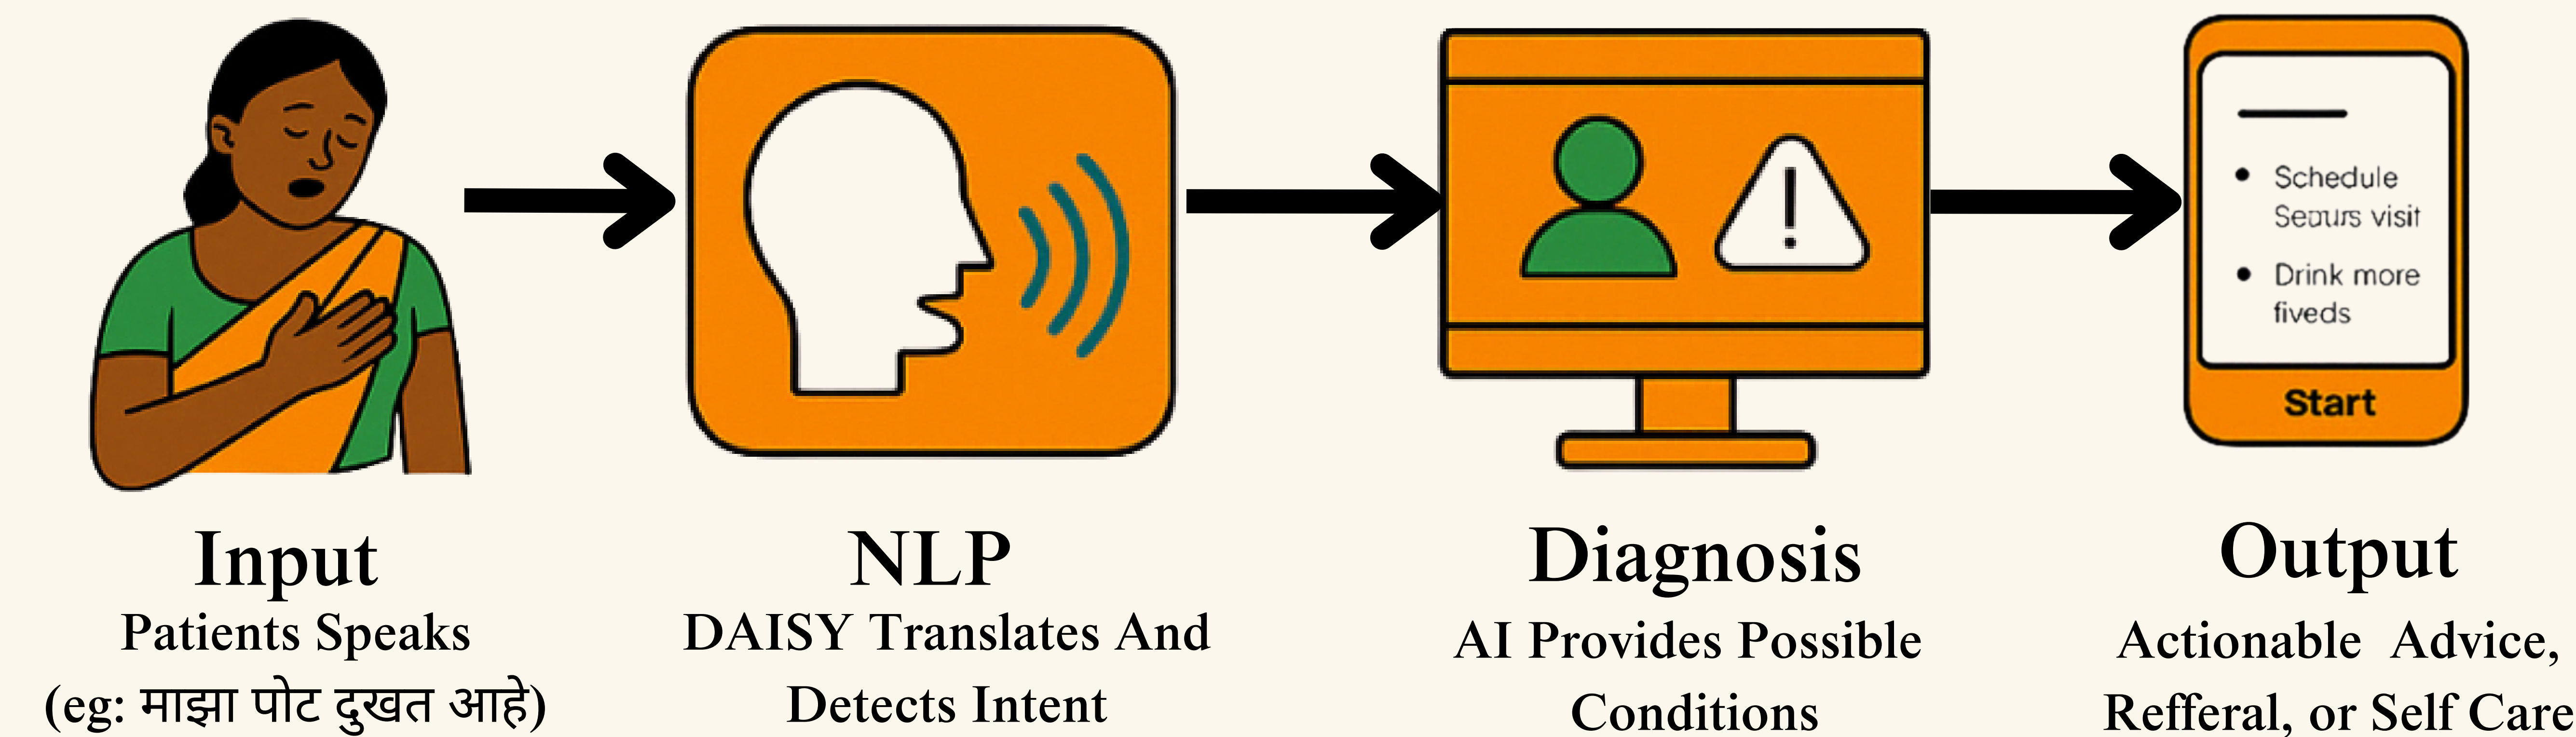 Schedule
Secuurs visit
Drink more
fiveds
Start
Input
Patients Speaks
(eg: माझा पोट दुखत आहे)
NLP
DAISY Translates And
Detects Intent
Diagnosis
AI Provides Possible
Conditions
Output
Actionable Advice,
Refferal, or Self Care